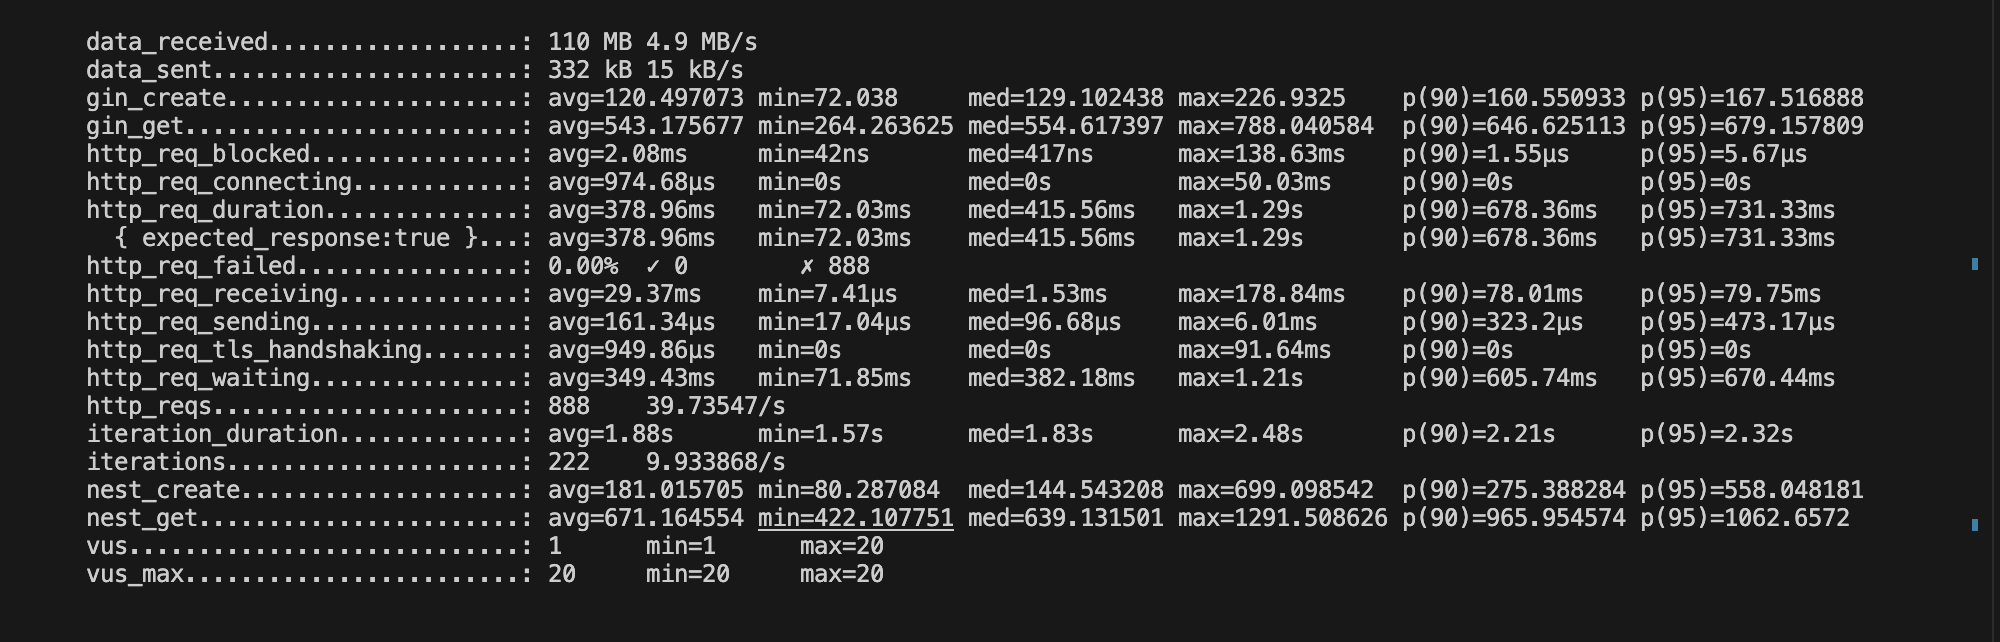 data_received..................: 110 MB 4.9 MB/s
data_sent......................: 332 kB 15 kB/s
gin_create.....................: avg=120.497073 min=72.038     med=129.102438 max=226.9325    p(90)=160.550933 p(95)=167.516888
gin_get........................: avg=543.175677 min=264.263625 med=554.617397 max=788.040584  p(90)=646.625113 p(95)=679.157809
http_req_blocked...............: avg=2.08ms     min=42ns       med=417ns      max=138.63ms    p(90)=1.55µs     p(95)=5.67µs
http_req_connecting............: avg=974.68µs   min=0s         med=0s         max=50.03ms     p(90)=0s         p(95)=0s
http_req_duration..............: avg=378.96ms   min=72.03ms    med=415.56ms   max=1.29s       p(90)=678.36ms   p(95)=731.33ms
  { expected_response:true }...: avg=378.96ms   min=72.03ms    med=415.56ms   max=1.29s       p(90)=678.36ms   p(95)=731.33ms
http_req_failed................: 0.00%  ✓ 0        ✗ 888
http_req_receiving.............: avg=29.37ms    min=7.41µs     med=1.53ms     max=178.84ms    p(90)=78.01ms    p(95)=79.75ms
http_req_sending...............: avg=161.34µs   min=17.04µs    med=96.68µs    max=6.01ms      p(90)=323.2µs    p(95)=473.17µs
http_req_tls_handshaking.......: avg=949.86µs   min=0s         med=0s         max=91.64ms     p(90)=0s         p(95)=0s
http_req_waiting...............: avg=349.43ms   min=71.85ms    med=382.18ms   max=1.21s       p(90)=605.74ms   p(95)=670.44ms
http_reqs......................: 888    39.73547/s
iteration_duration.............: avg=1.88s      min=1.57s      med=1.83s      max=2.48s       p(90)=2.21s      p(95)=2.32s
iterations.....................: 222    9.933868/s
nest_create....................: avg=181.015705 min=80.287084  med=144.543208 max=699.098542  p(90)=275.388284 p(95)=558.048181
nest_get.......................: avg=671.164554 min=422.107751 med=639.131501 max=1291.508626 p(90)=965.954574 p(95)=1062.6572
vus............................: 1      min=1      max=20
vus_max........................: 20     min=20     max=20